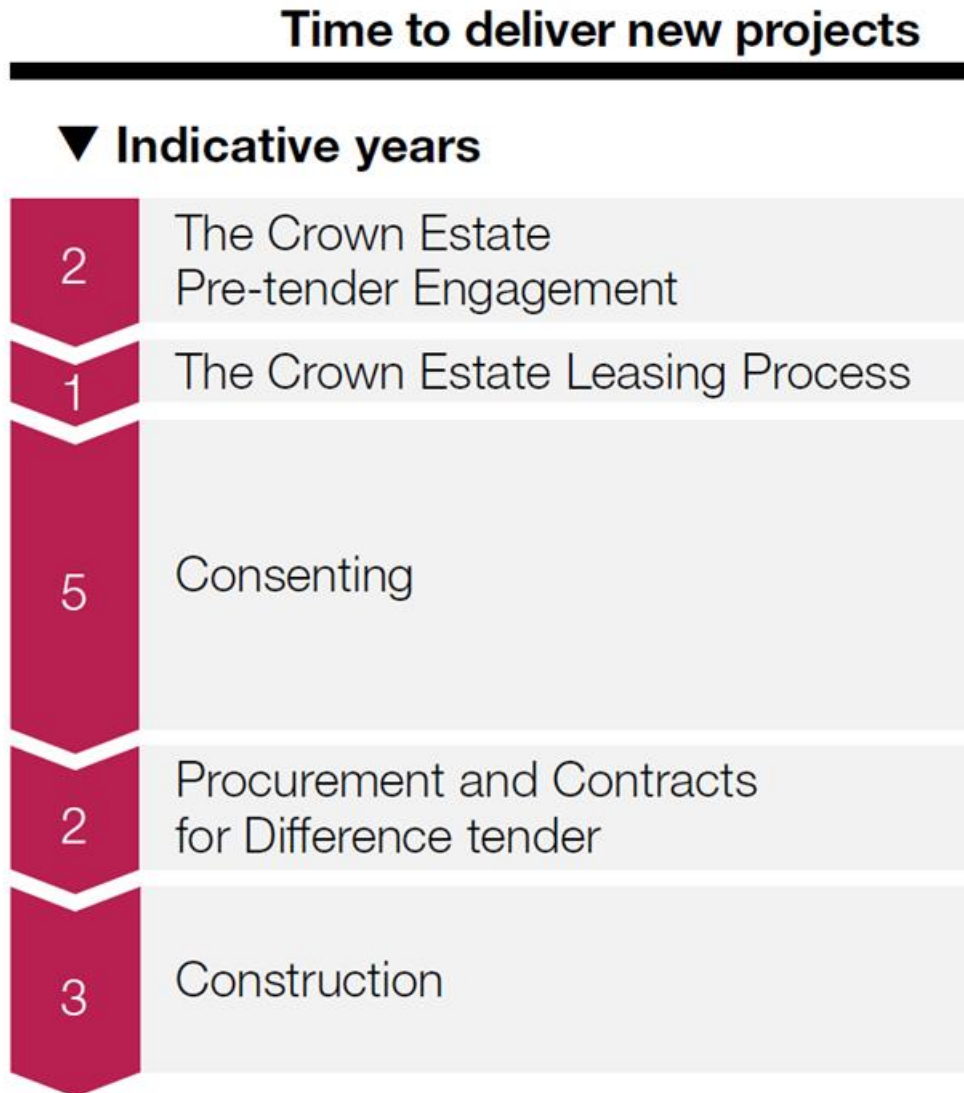 Time to deliver new projects
▼ Indicative years
2
The Crown Estate
Pre-tender Engagement
1
The Crown Estate Leasing Process
5
Consenting
2
Procurement and Contracts
for Difference tender
3
Construction